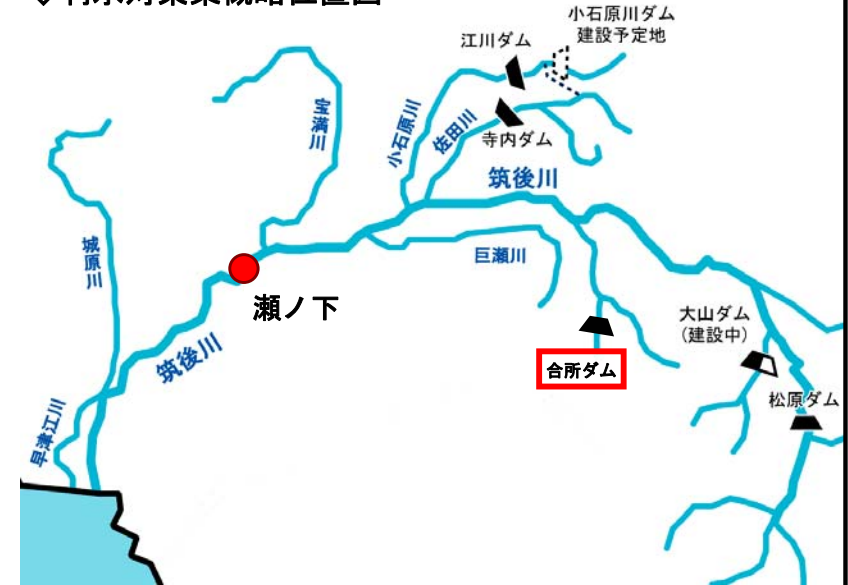 小石原川ダム
建設予定地
江川ダム
宝満川
小石原川
佐田川
寺内ダム
筑後川
城原川
巨瀬川
瀬ノ下
大山ダム
(建設中)
筑後川
合所ダム
松原ダム
早津江川